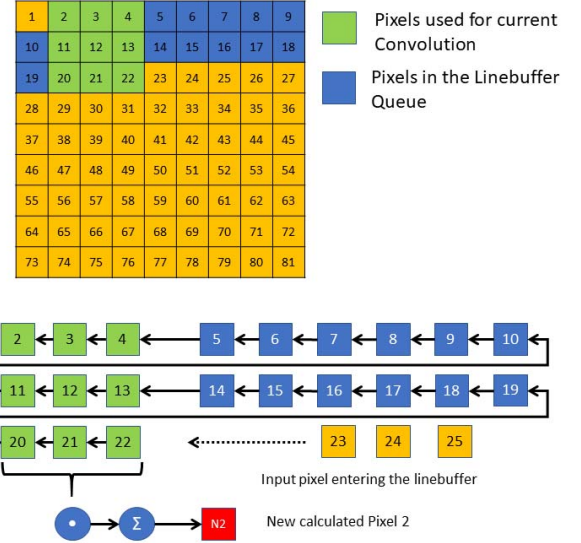 1 2 3 4 5 6 7 8 9
10 11 12 13 14 15 16 17 18
19 20 21 22 23 24 25 26 27
28 29 30 31 32 33 34 35 36
37 38 39 40 41 42 43 44 45
46 47 48 49 50 51 52 53 54
55 56 57 58 59 60 61 62 63
64 65 66 67 68 69 70 71 72
73 74 75 76 77 78 79 80 81
Pixels used for current
Convolution
Pixels in the Linebuffer
Queue
2 3 4 5 6 7 8 9 10
11 12 13 14 15 16 17 18 19
20 21 22 23 24 25
Input pixel entering the linebuffer
• Σ N2 New calculated Pixel 2